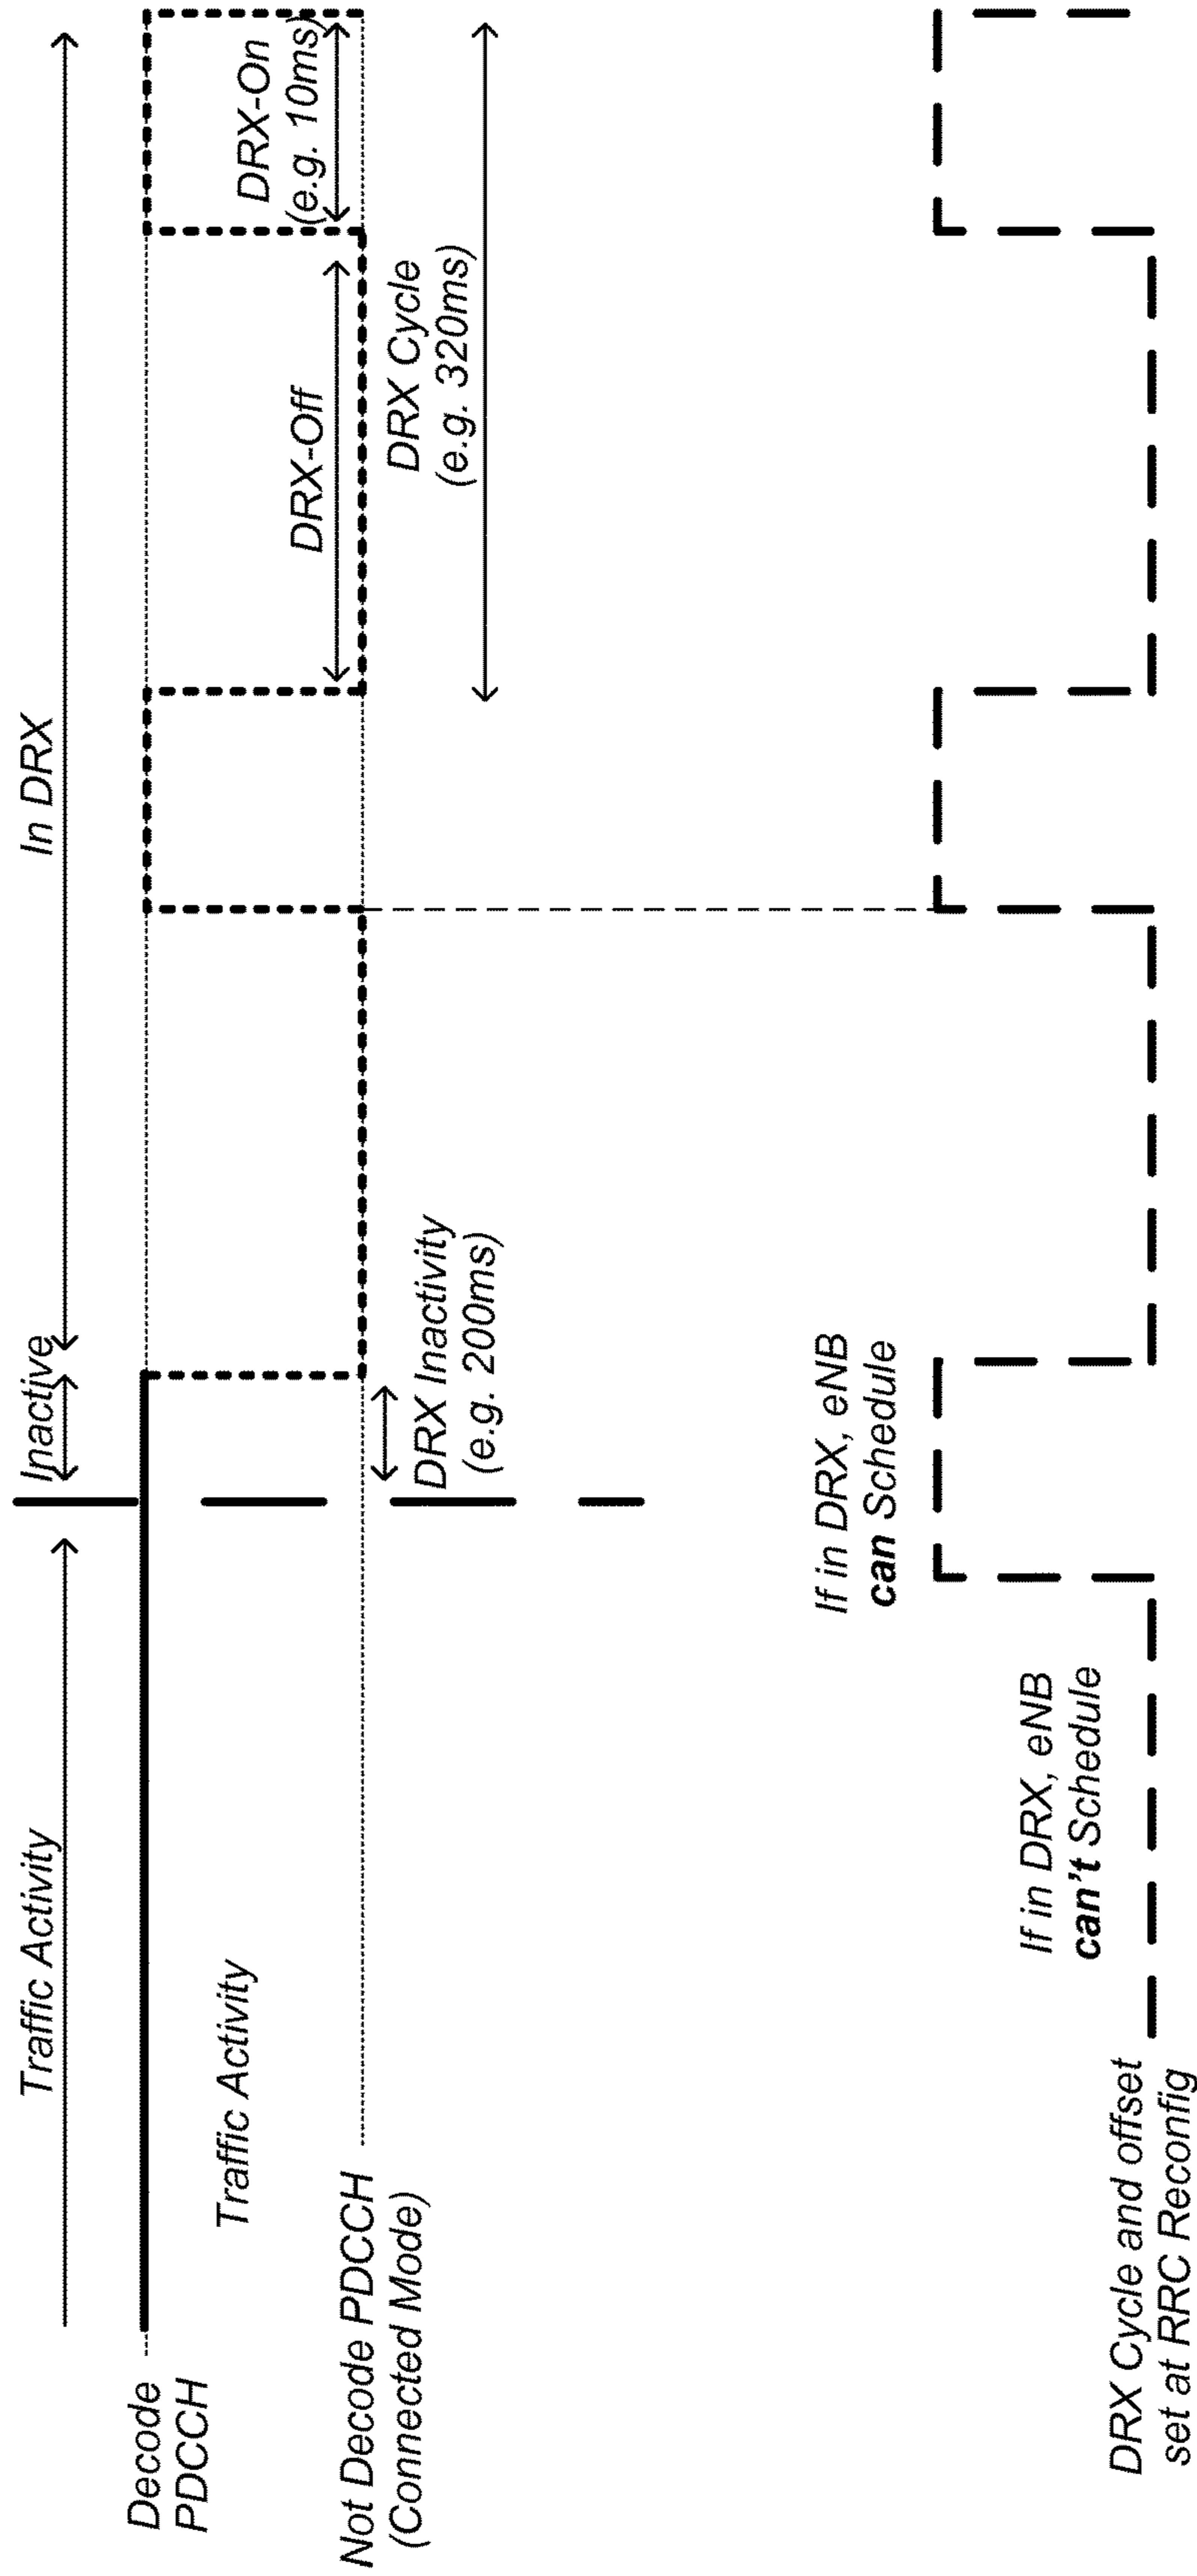 Traffic Activity
Inactive
In DRX
Decode
PDCCH
Traffic Activity
DRX-On
(e.g. 10ms)
DRX-Off
Not Decode PDCCH
(Connected Mode)
DRX Inactivity
(e.g. 200ms)
DRX Cycle
(e.g. 320ms)
If in DRX, eNB
can Schedule
If in DRX, eNB
can't Schedule
DRX Cycle and offset
set at RRC Reconfig